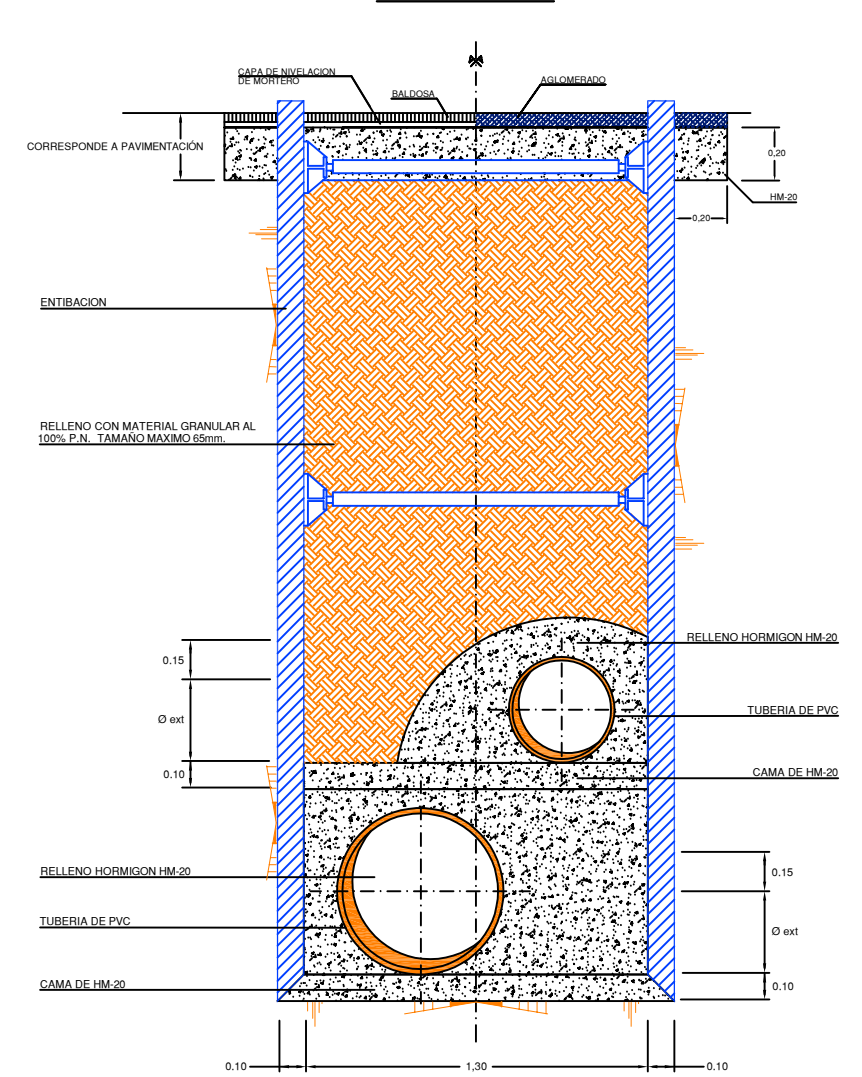 CAPA DE NIVELACION
DE MORTERO
BALDOSA
AGLOMERADO
CORRESPONDE A PAVIMENTACIÓN
0,20
HM-20
0,20
ENTIBACION
RELLENO CON MATERIAL GRANULAR AL
100% P.N. TAMAÑO MAXIMO 65mm.
RELLENO HORMIGON HM-20
0.15
TUBERIA DE PVC
Ø ext
CAMA DE HM-20
0.10
RELLENO HORMIGON HM-20
0.15
TUBERIA DE PVC
Ø ext
CAMA DE HM-20
0.10
0.10
1,30
0.10